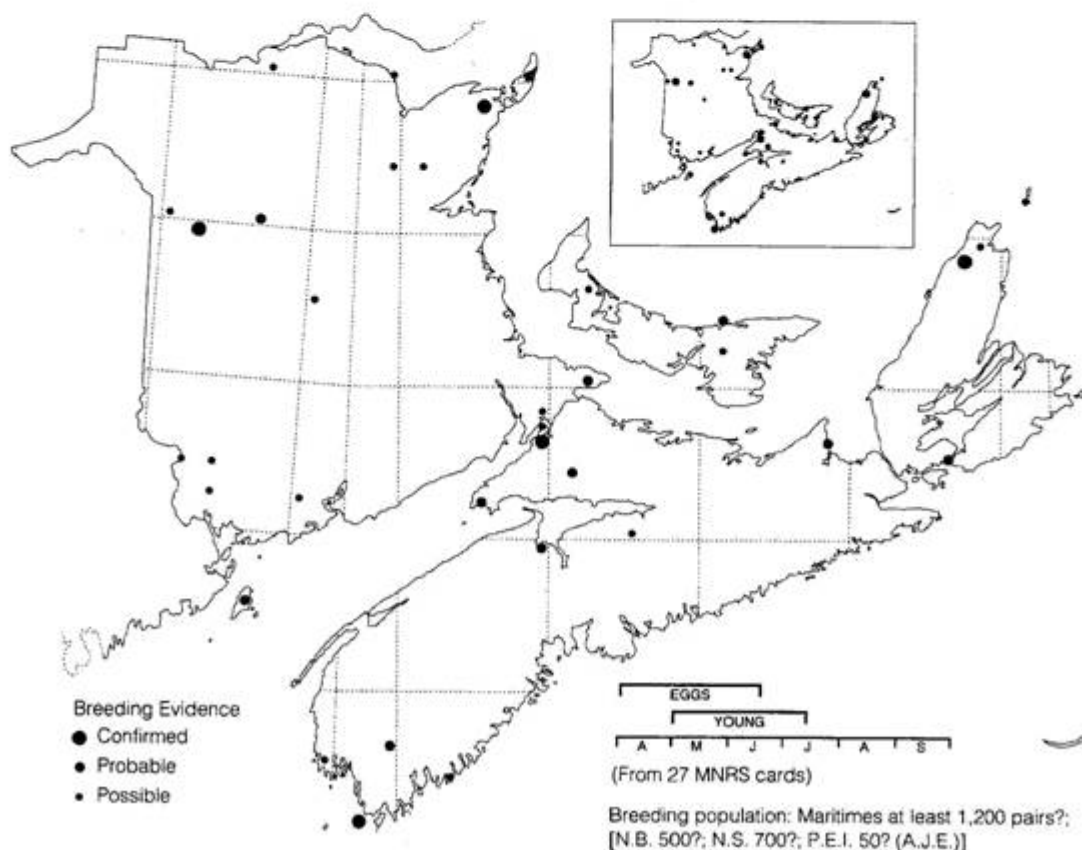 Breeding Evidence
Confirmed
Probable
Possible
EGGS
YOUNG
A M J J A S
(From 27 MNRS cards)
Breeding population: Maritimes at least 1,200 pairs?;
[N.B. 500?; N.S. 700?; P.E.I. 50? (A.J.E.)]